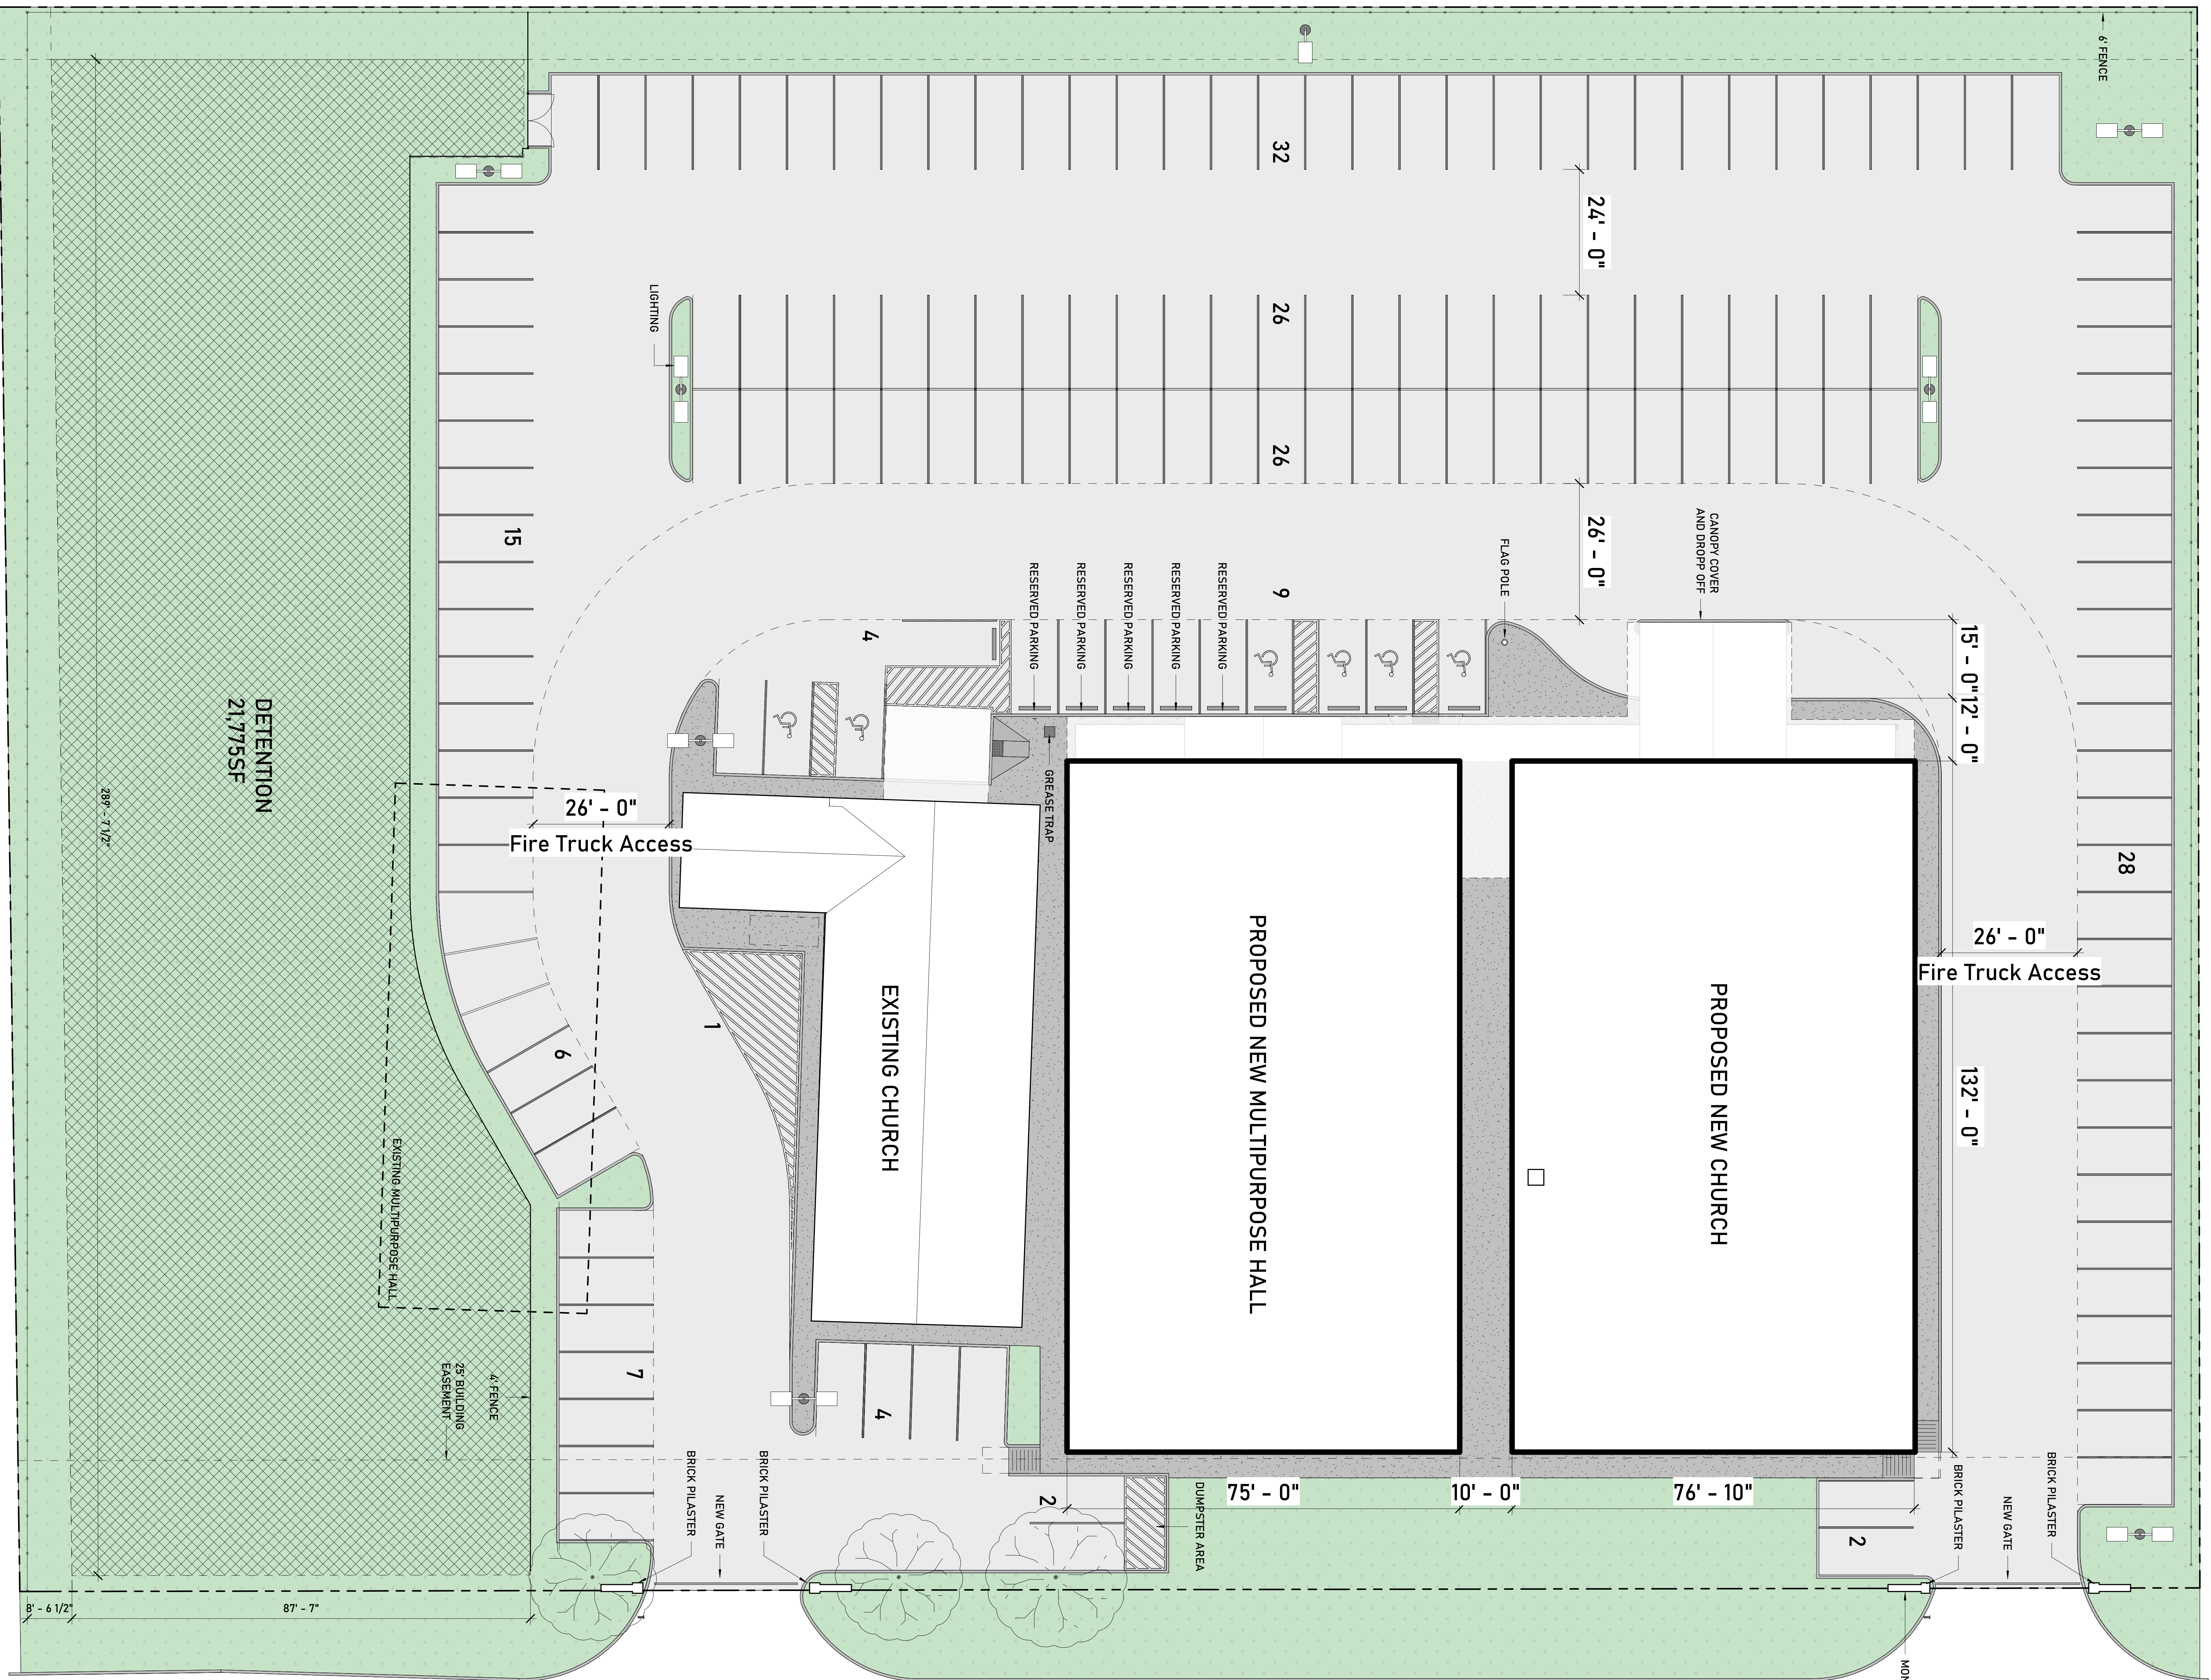 6' FENCE
32
24' - 0"
LIGHTING
26
26
26' - 0"
CANOPY COVER
AND DROPP OFF
FLAG POLE
15
RESERVED PARKING
RESERVED PARKING
RESERVED PARKING
RESERVED PARKING
RESERVED PARKING
9
4
15' - 0"
12' - 0"
DETENTION
21,775SF
289' - 7 1/2"
GREASE TRAP
26' - 0"
Fire Truck Access
28
26' - 0"
Fire Truck Access
EXISTING CHURCH
PROPOSED NEW MULTIPURPOSE HALL
PROPOSED NEW CHURCH
1
6
132' - 0"
EXISTING MULTIPURPOSE HALL
7
25' BUILDING
EASEMENT
4' FENCE
4
BRICK PILASTER
NEW GATE
BRICK PILASTER
2
DUMPSTER AREA
75' - 0"
10' - 0"
76' - 10"
2
BRICK PILASTER
NEW GATE
BRICK PILASTER
8' - 6 1/2"
87' - 7"